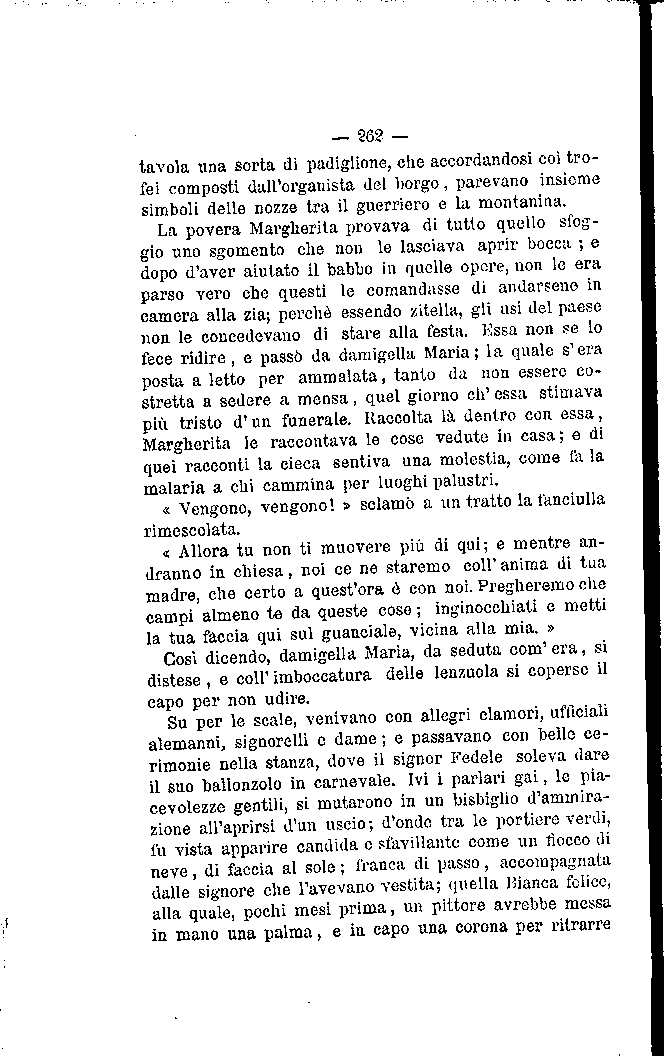 — 262 —
tavola una sorta di padiglione, che accordandosi coi tro-
fei composti dall'organista del borgo, parevano insieme
simboli delle nozze tra il guerriero e la montanina.
La povera Margherita provava di tutto quello sfog-
gio uno sgomento che non le lasciava aprir bocca ; e
dopo d'aver aiutato il babbo in quelle opere, non le era
parso vero che questi le comandasse di andarsene in
camera alla zia; perchè essendo zitella, gli usi del paese
non le concedevano di stare alla festa. Essa non se lo
fece ridire, e passò da damigella Maria; la quale s'era
posta a letto per ammalata, tanto da non essere co-
stretta a sedere a mensa, quel giorno ch'essa stimava
più tristo d'un funerale. Raccolta là dentro con essa,
Margherita le raccontava le cose vedute in casa; e di
quei racconti la cieca sentiva una molestia, come fa la
malaria a chi cammina per luoghi palustri.
« Vengono, vengono! » sclamò a un tratto la fanciulla
rimescolata.
« Allora tu non ti muovere più di qui; e mentre an-
dranno in chiesa, noi ce ne staremo coll'anima di tua
madre, che certo a quest'ora è con noi. Pregheremo che
campi almeno te da queste cose; inginocchiati e metti
la tua faccia qui sul guanciale, vicina alla mia. »
Così dicendo, damigella Maria, da seduta com'era, si
distese, e coll'imboccatura delle lenzuola si coperse il
capo per non udire.
Su per le scale, venivano con allegri clamori, ufficiali
alemanni, signorelli e dame; e passavano con belle ce-
rimonie nella stanza, dove il signor Fedele soleva dare
il suo ballonzolo in carnevale. Ivi i parlari gai, le pia-
cevolezze gentili, si mutarono in un bisbiglio d'ammira-
zione all'aprirsi d'un uscio; d'onde tra le portiere verdi,
fu vista apparire candida e sfavillante come un fiocco di
neve, di faccia al sole; franca di passo, accompagnata
dalle signore che l'avevano vestita; quella Bianca felice,
alla quale, pochi mesi prima, un pittore avrebbe messa
in mano una palma, e in capo una corona per ritrarre